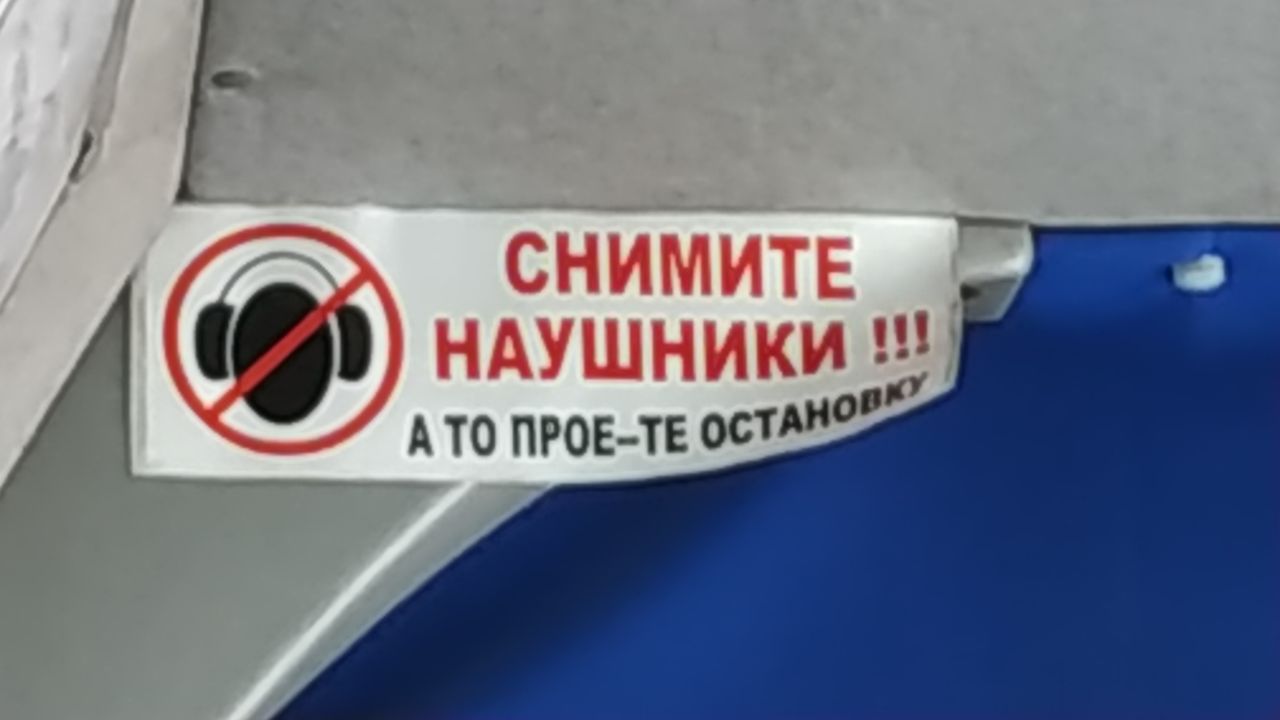 СНИМИТЕ
НАУШНИКИ !!!
А ТО ПРОЕ–ТЕ ОСТАНОВКУ